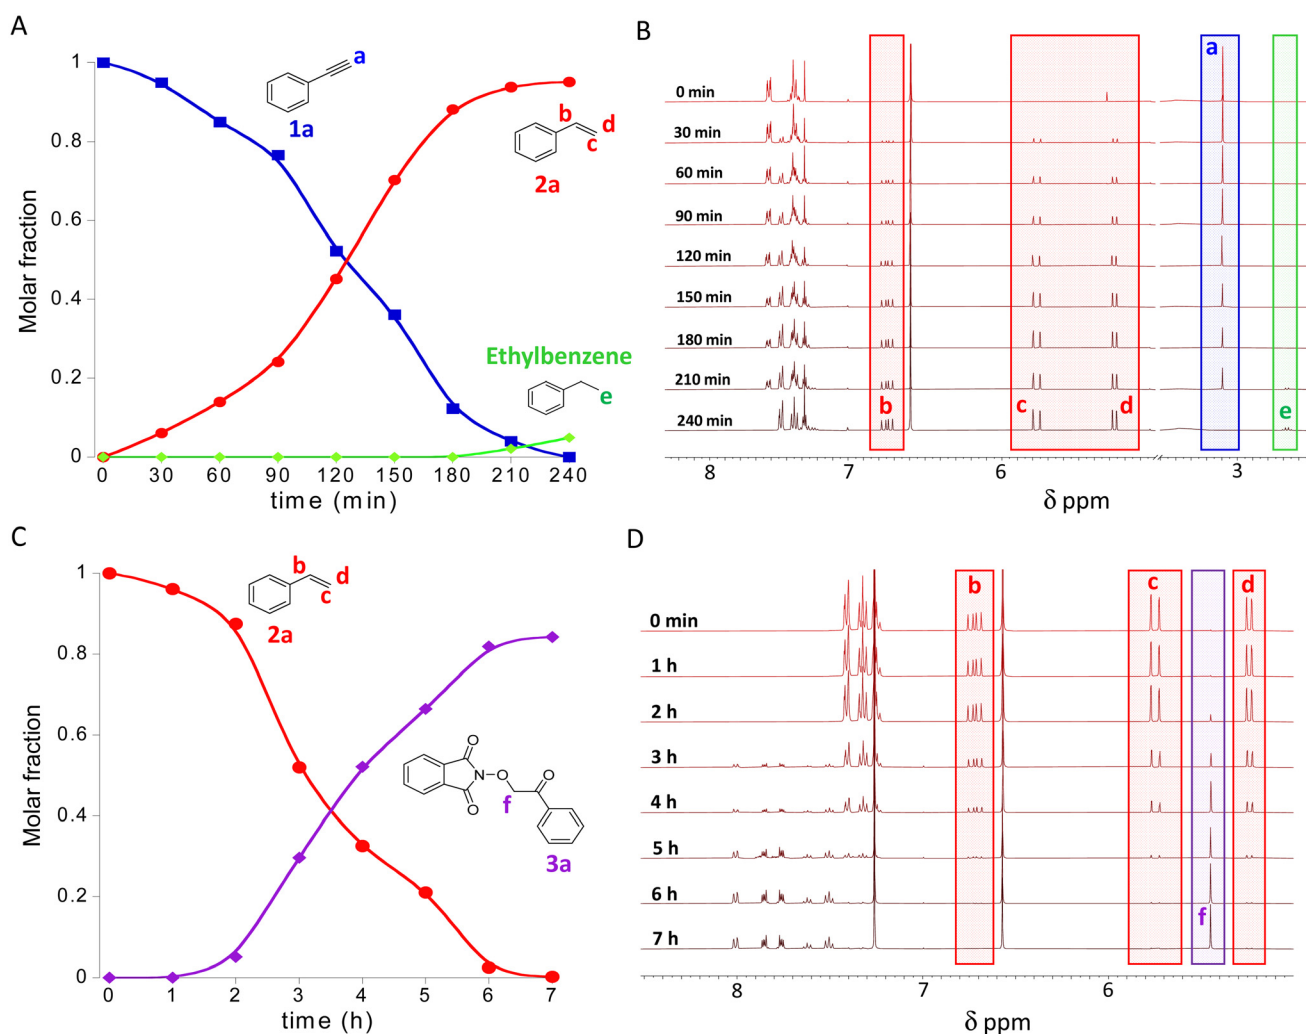 A
Molar fraction
1
0.8
0.6
0.4
0.2
0
0 30 60 90 120 150 180 210 240
time (min)
a
1a
b
d
c
2a
Ethylbenzene
e
B
0 min
30 min
60 min
90 min
120 min
150 min
180 min
210 min
240 min
a
b
c
d
e
8 7 6 3
δ ppm
C
Molar fraction
1
0.8
0.6
0.4
0.2
0
0 1 2 3 4 5 6 7
time (h)
b
d
c
2a
O
O
N
O
O
f
3a
D
0 min
1 h
2 h
3 h
4 h
5 h
6 h
7 h
b
c
d
f
8 7 6
δ ppm